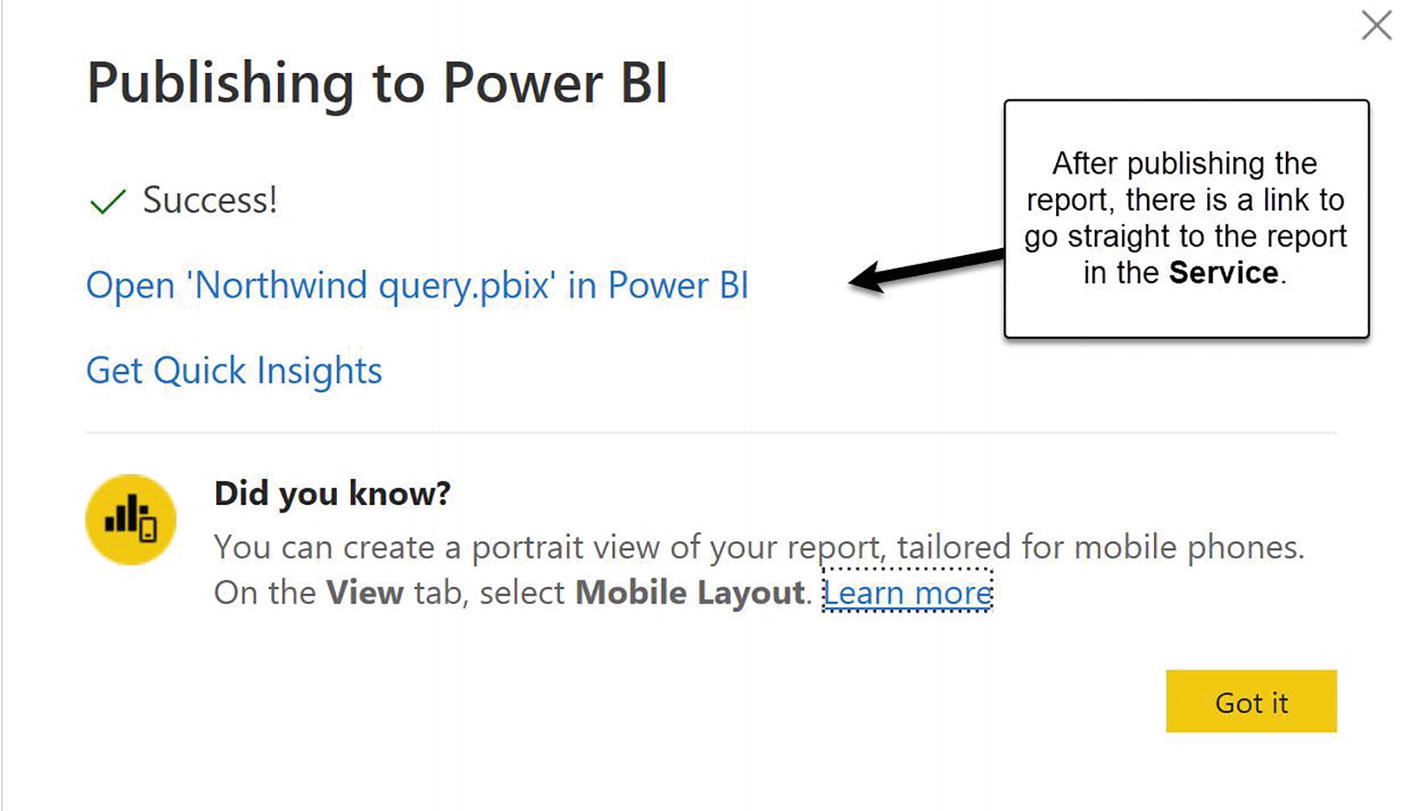 Publishing to Power BI
Success!
Open 'Northwind query.pbix' in Power BI
Get Quick Insights
After publishing the
report, there is a link to
go straight to the report
in the Service.
Did you know?
You can create a portrait view of your report, tailored for mobile phones.
On the View tab, select Mobile Layout. Learn more
Got it